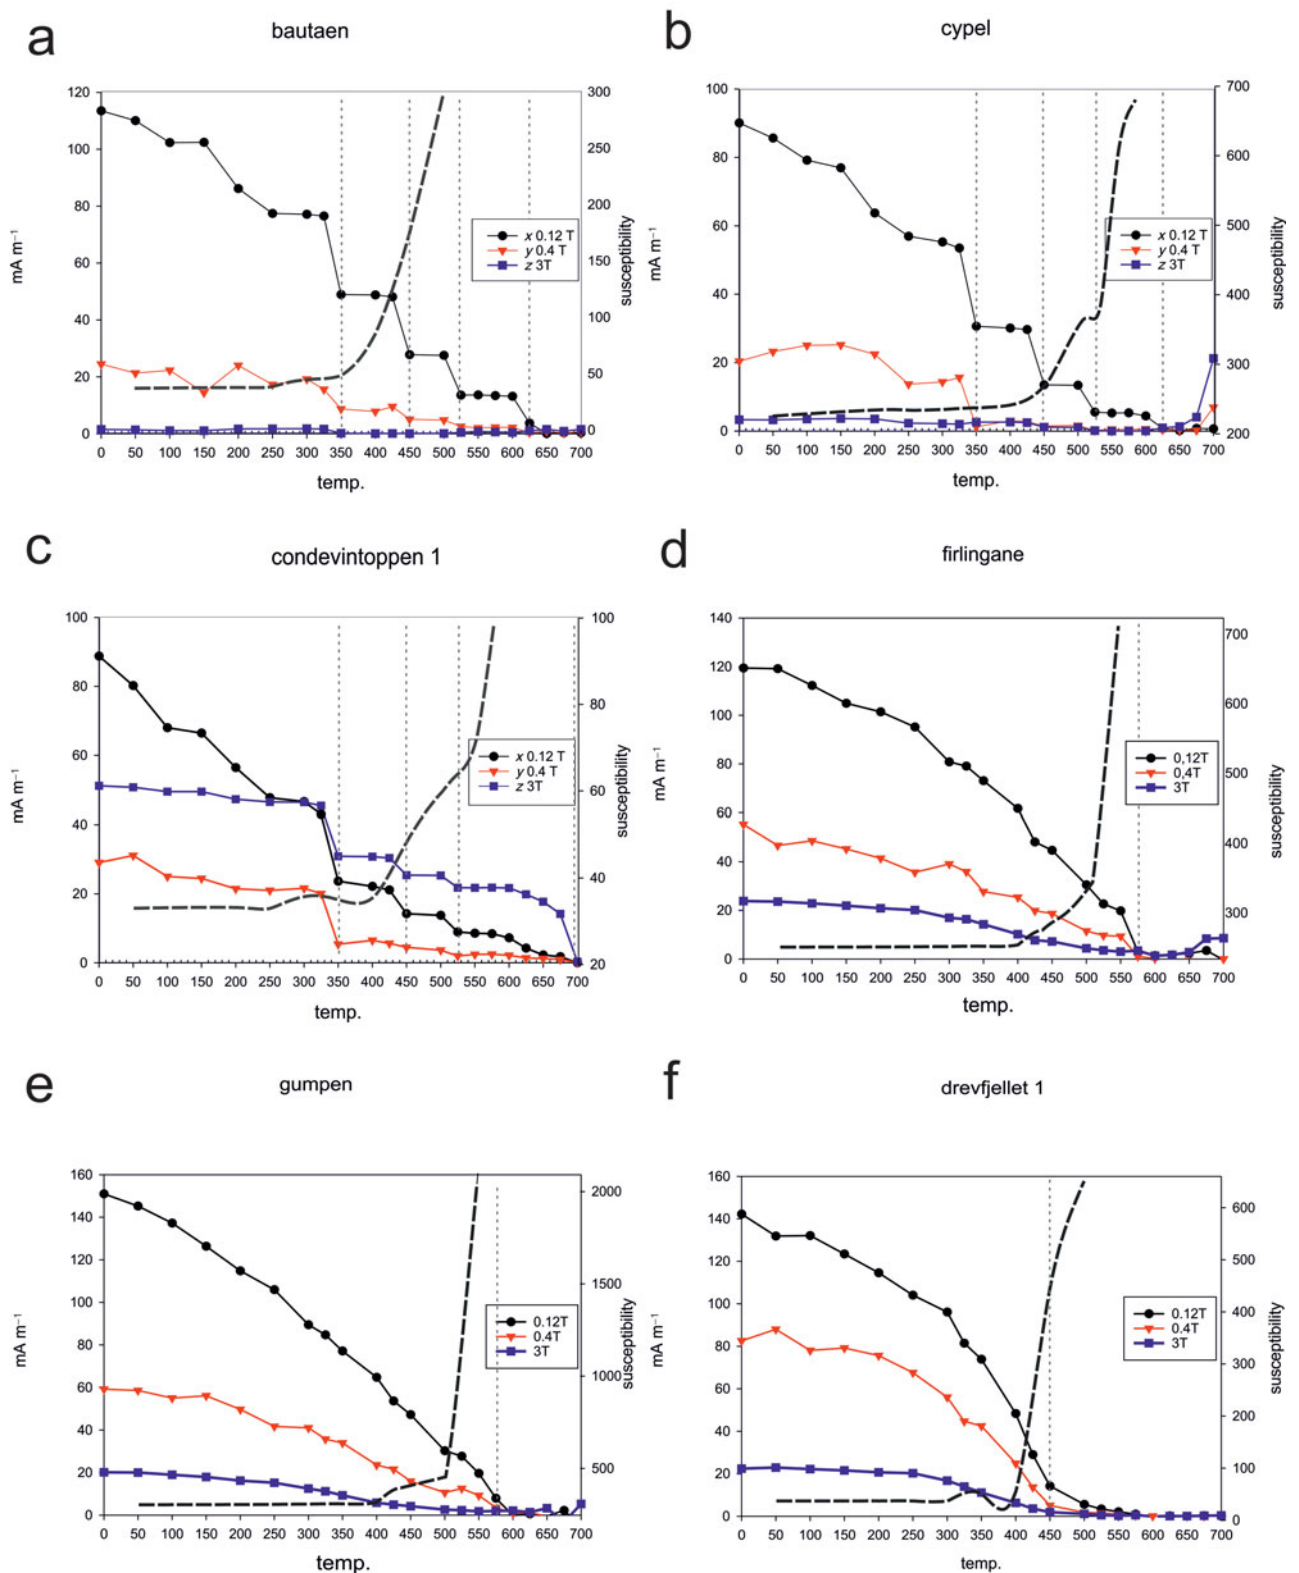 a
bautaen
120
100
80
60
40
20
0
mA m⁻¹
300
250
200
150
100
50
0
susceptibility
x 0.12 T
y 0.4 T
z 3T
0 50 100 150 200 250 300 350 400 450 500 550 600 650 700
temp.
b
cypel
100
80
60
40
20
0
mA m⁻¹
700
600
500
400
300
200
susceptibility
x 0.12 T
y 0.4 T
z 3T
0 50 100 150 200 250 300 350 400 450 500 550 600 650 700
temp.
c
condevintoppen 1
100
80
60
40
20
0
mA m⁻¹
100
80
60
40
20
susceptibility
x 0.12 T
y 0.4 T
z 3T
0 50 100 150 200 250 300 350 400 450 500 550 600 650 700
temp.
d
firlingane
140
120
100
80
60
40
20
0
mA m⁻¹
700
600
500
400
300
susceptibility
0,12T
0,4T
3T
0 50 100 150 200 250 300 350 400 450 500 550 600 650 700
temp.
e
gumpen
160
140
120
100
80
60
40
20
0
mA m⁻¹
2000
1500
1000
500
susceptibility
0.12T
0.4T
3T
0 50 100 150 200 250 300 350 400 450 500 550 600 650 700
temp.
f
drevfjellet 1
160
140
120
100
80
60
40
20
0
mA m⁻¹
600
500
400
300
200
100
0
susceptibility
0.12T
0.4T
3T
0 50 100 150 200 250 300 350 400 450 500 550 600 650 700
temp.